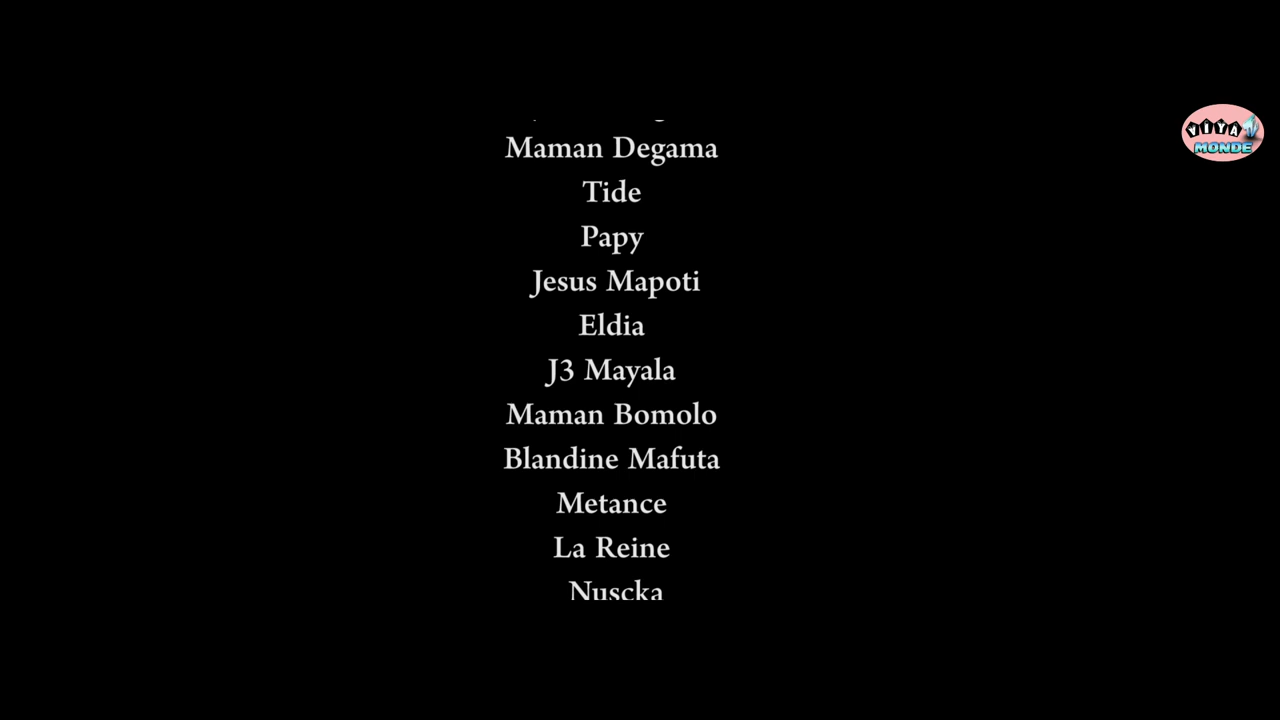 Maman Degama
Tide
Papy
Jesus Mapoti
Eldia
J3 Mayala
Maman Bomolo
Blandine Mafuta
Metance
La Reine
Nuscka
VIYA
MONDE